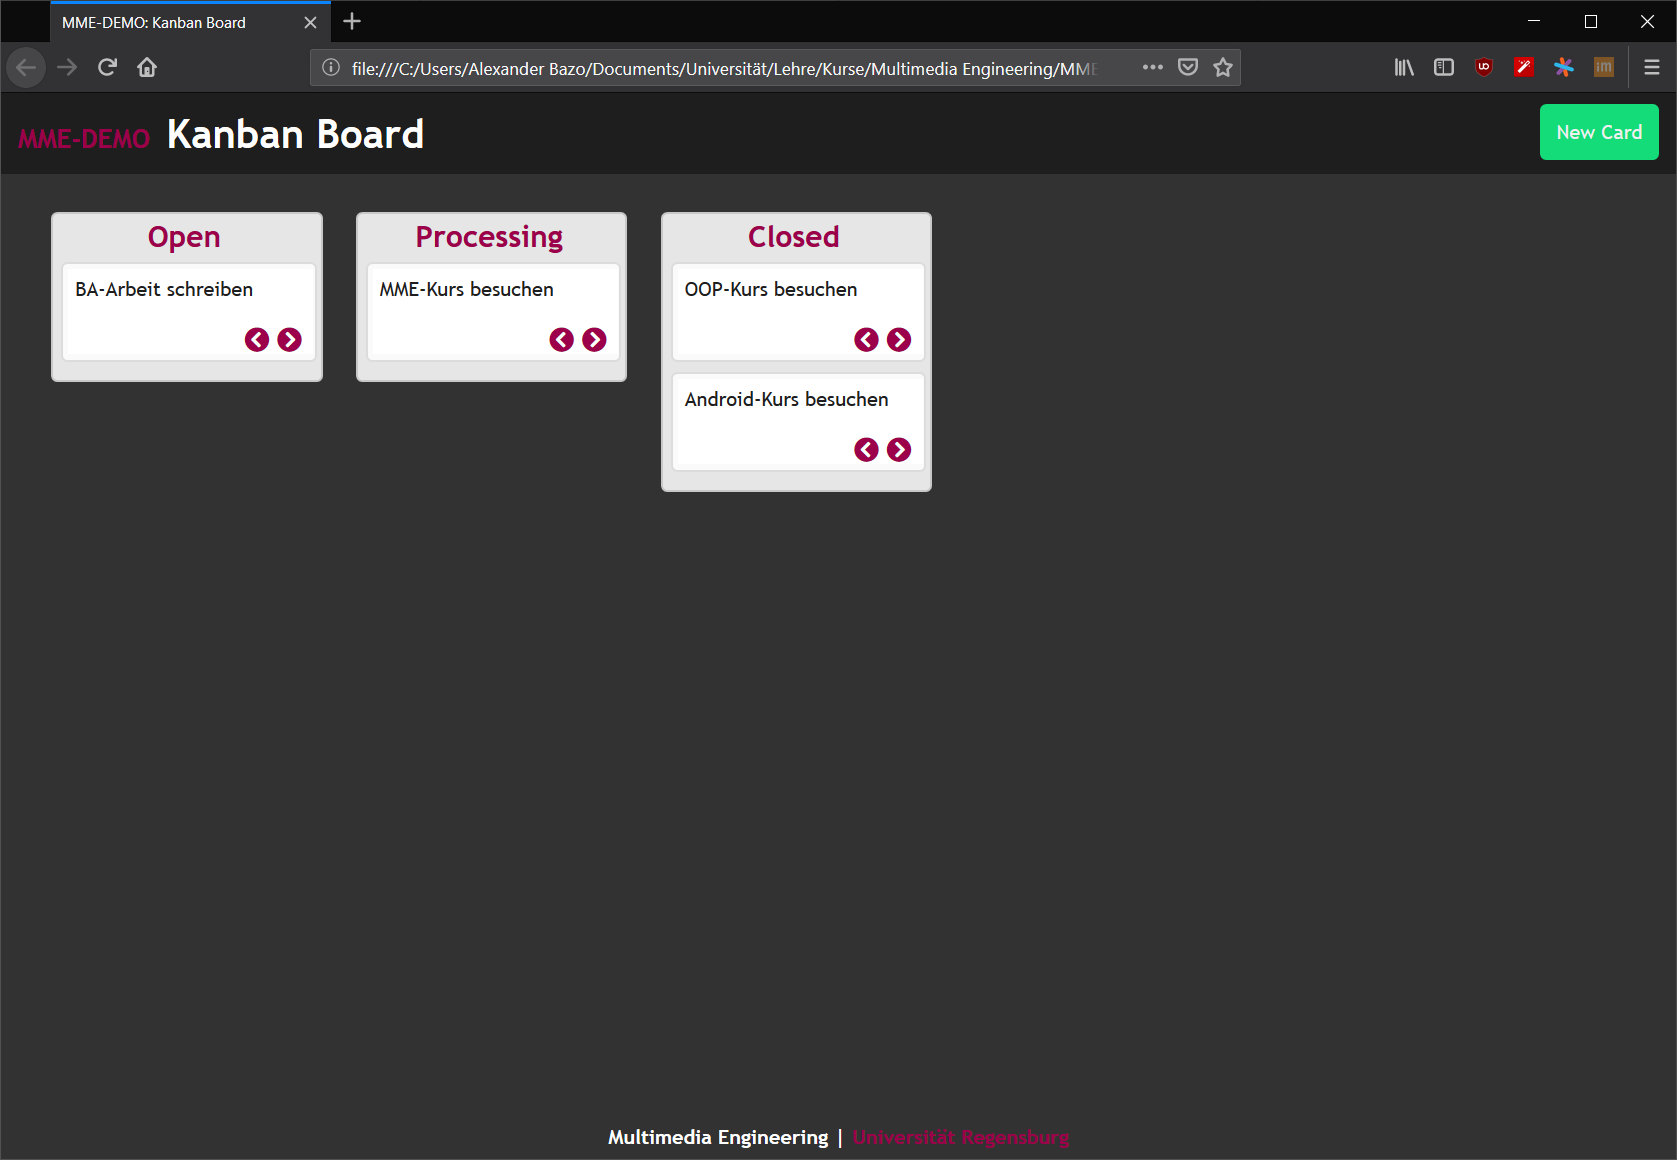 MME-DEMO: Kanban Board
file:///C:/Users/Alexander Bazo/Documents/Universität/Lehre/Kurse/Multimedia Engineering/MME
MME-DEMO Kanban Board
New Card
Open
BA-Arbeit schreiben
Processing
MME-Kurs besuchen
Closed
OOP-Kurs besuchen
Android-Kurs besuchen
Multimedia Engineering | Universität Regensburg